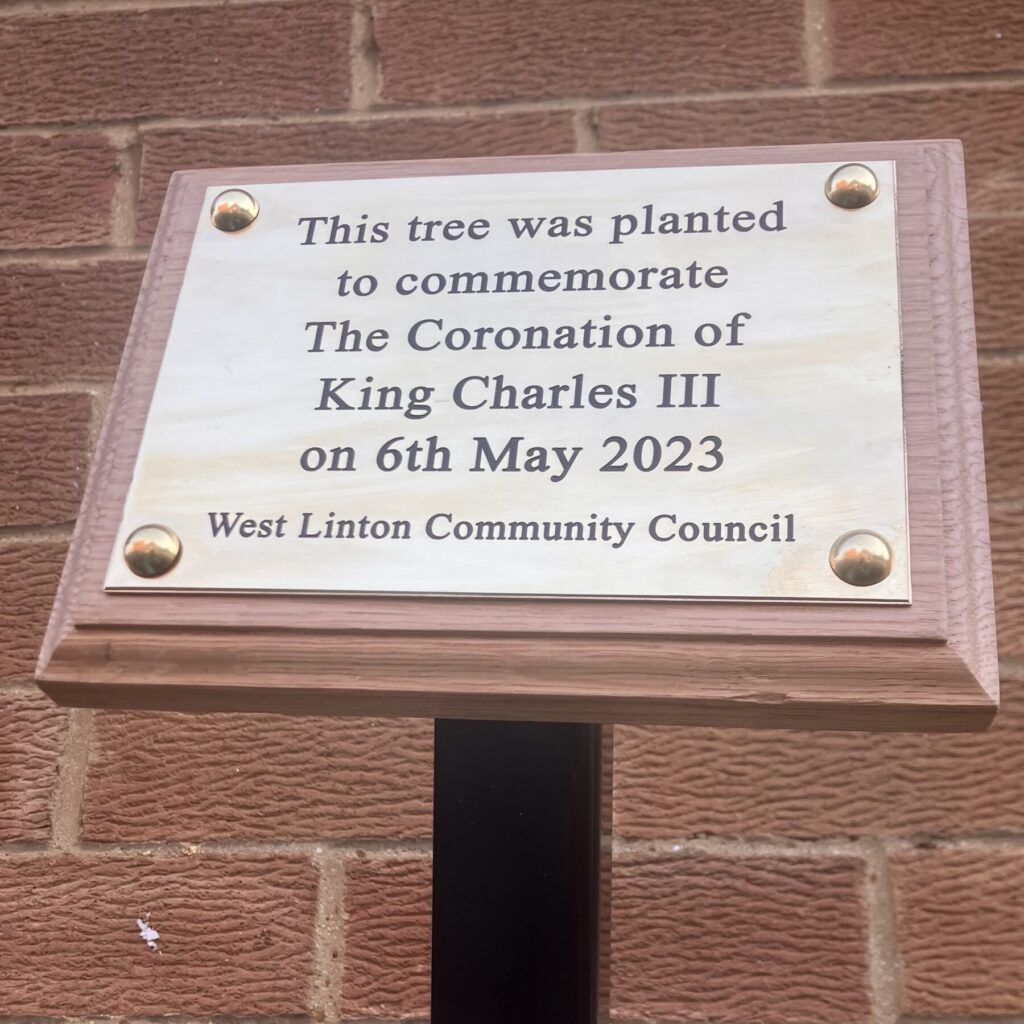 This tree was planted
to commemorate
The Coronation of
King Charles III
on 6th May 2023
West Linton Community Council